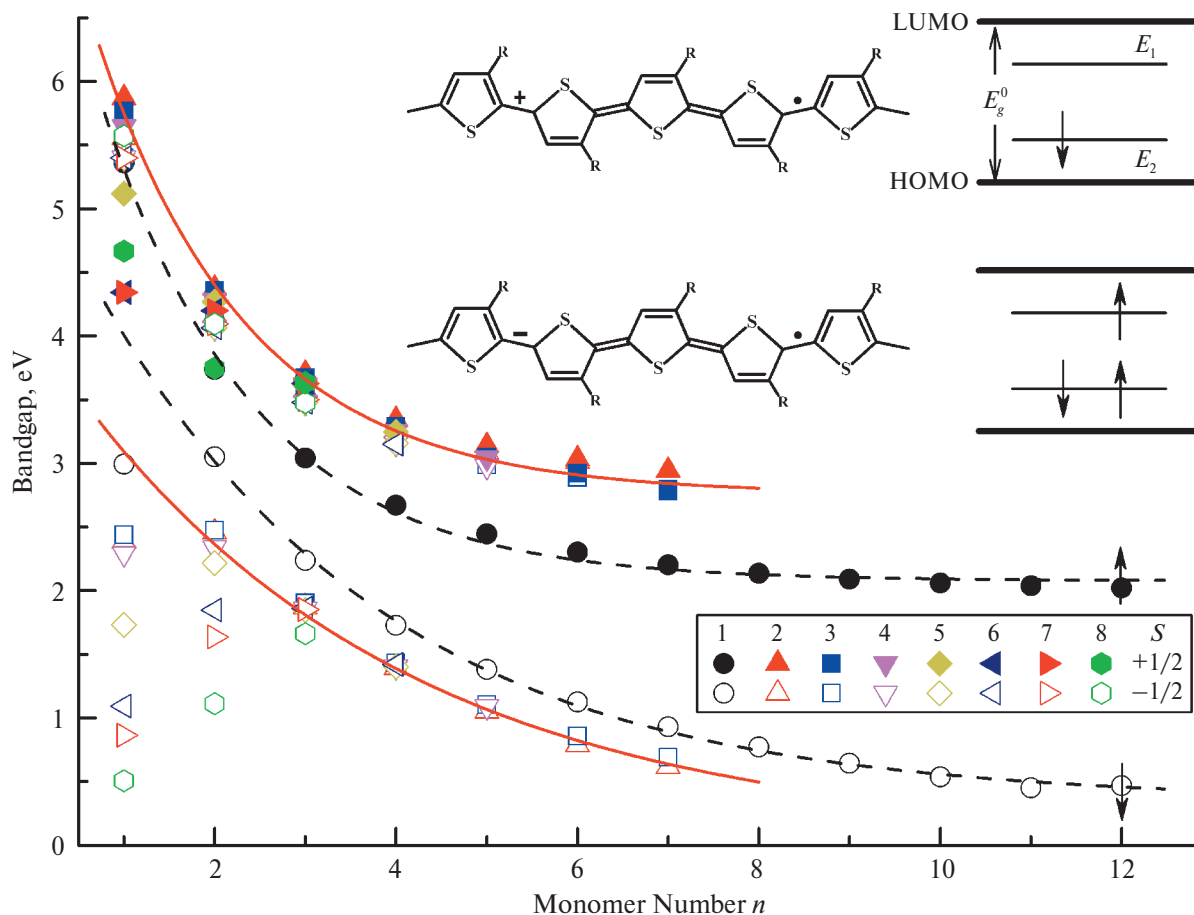 Bandgap, eV
6
5
4
3
2
1
0
2 4 6 8 10 12
Monomer Number n
R R R
S S S S S
+ •
R R
R R R
S S S S S
− •
R R
LUMO
E₁
E⁰g
E₂
HOMO
1 2 3 4 5 6 7 8 S
+1/2
−1/2